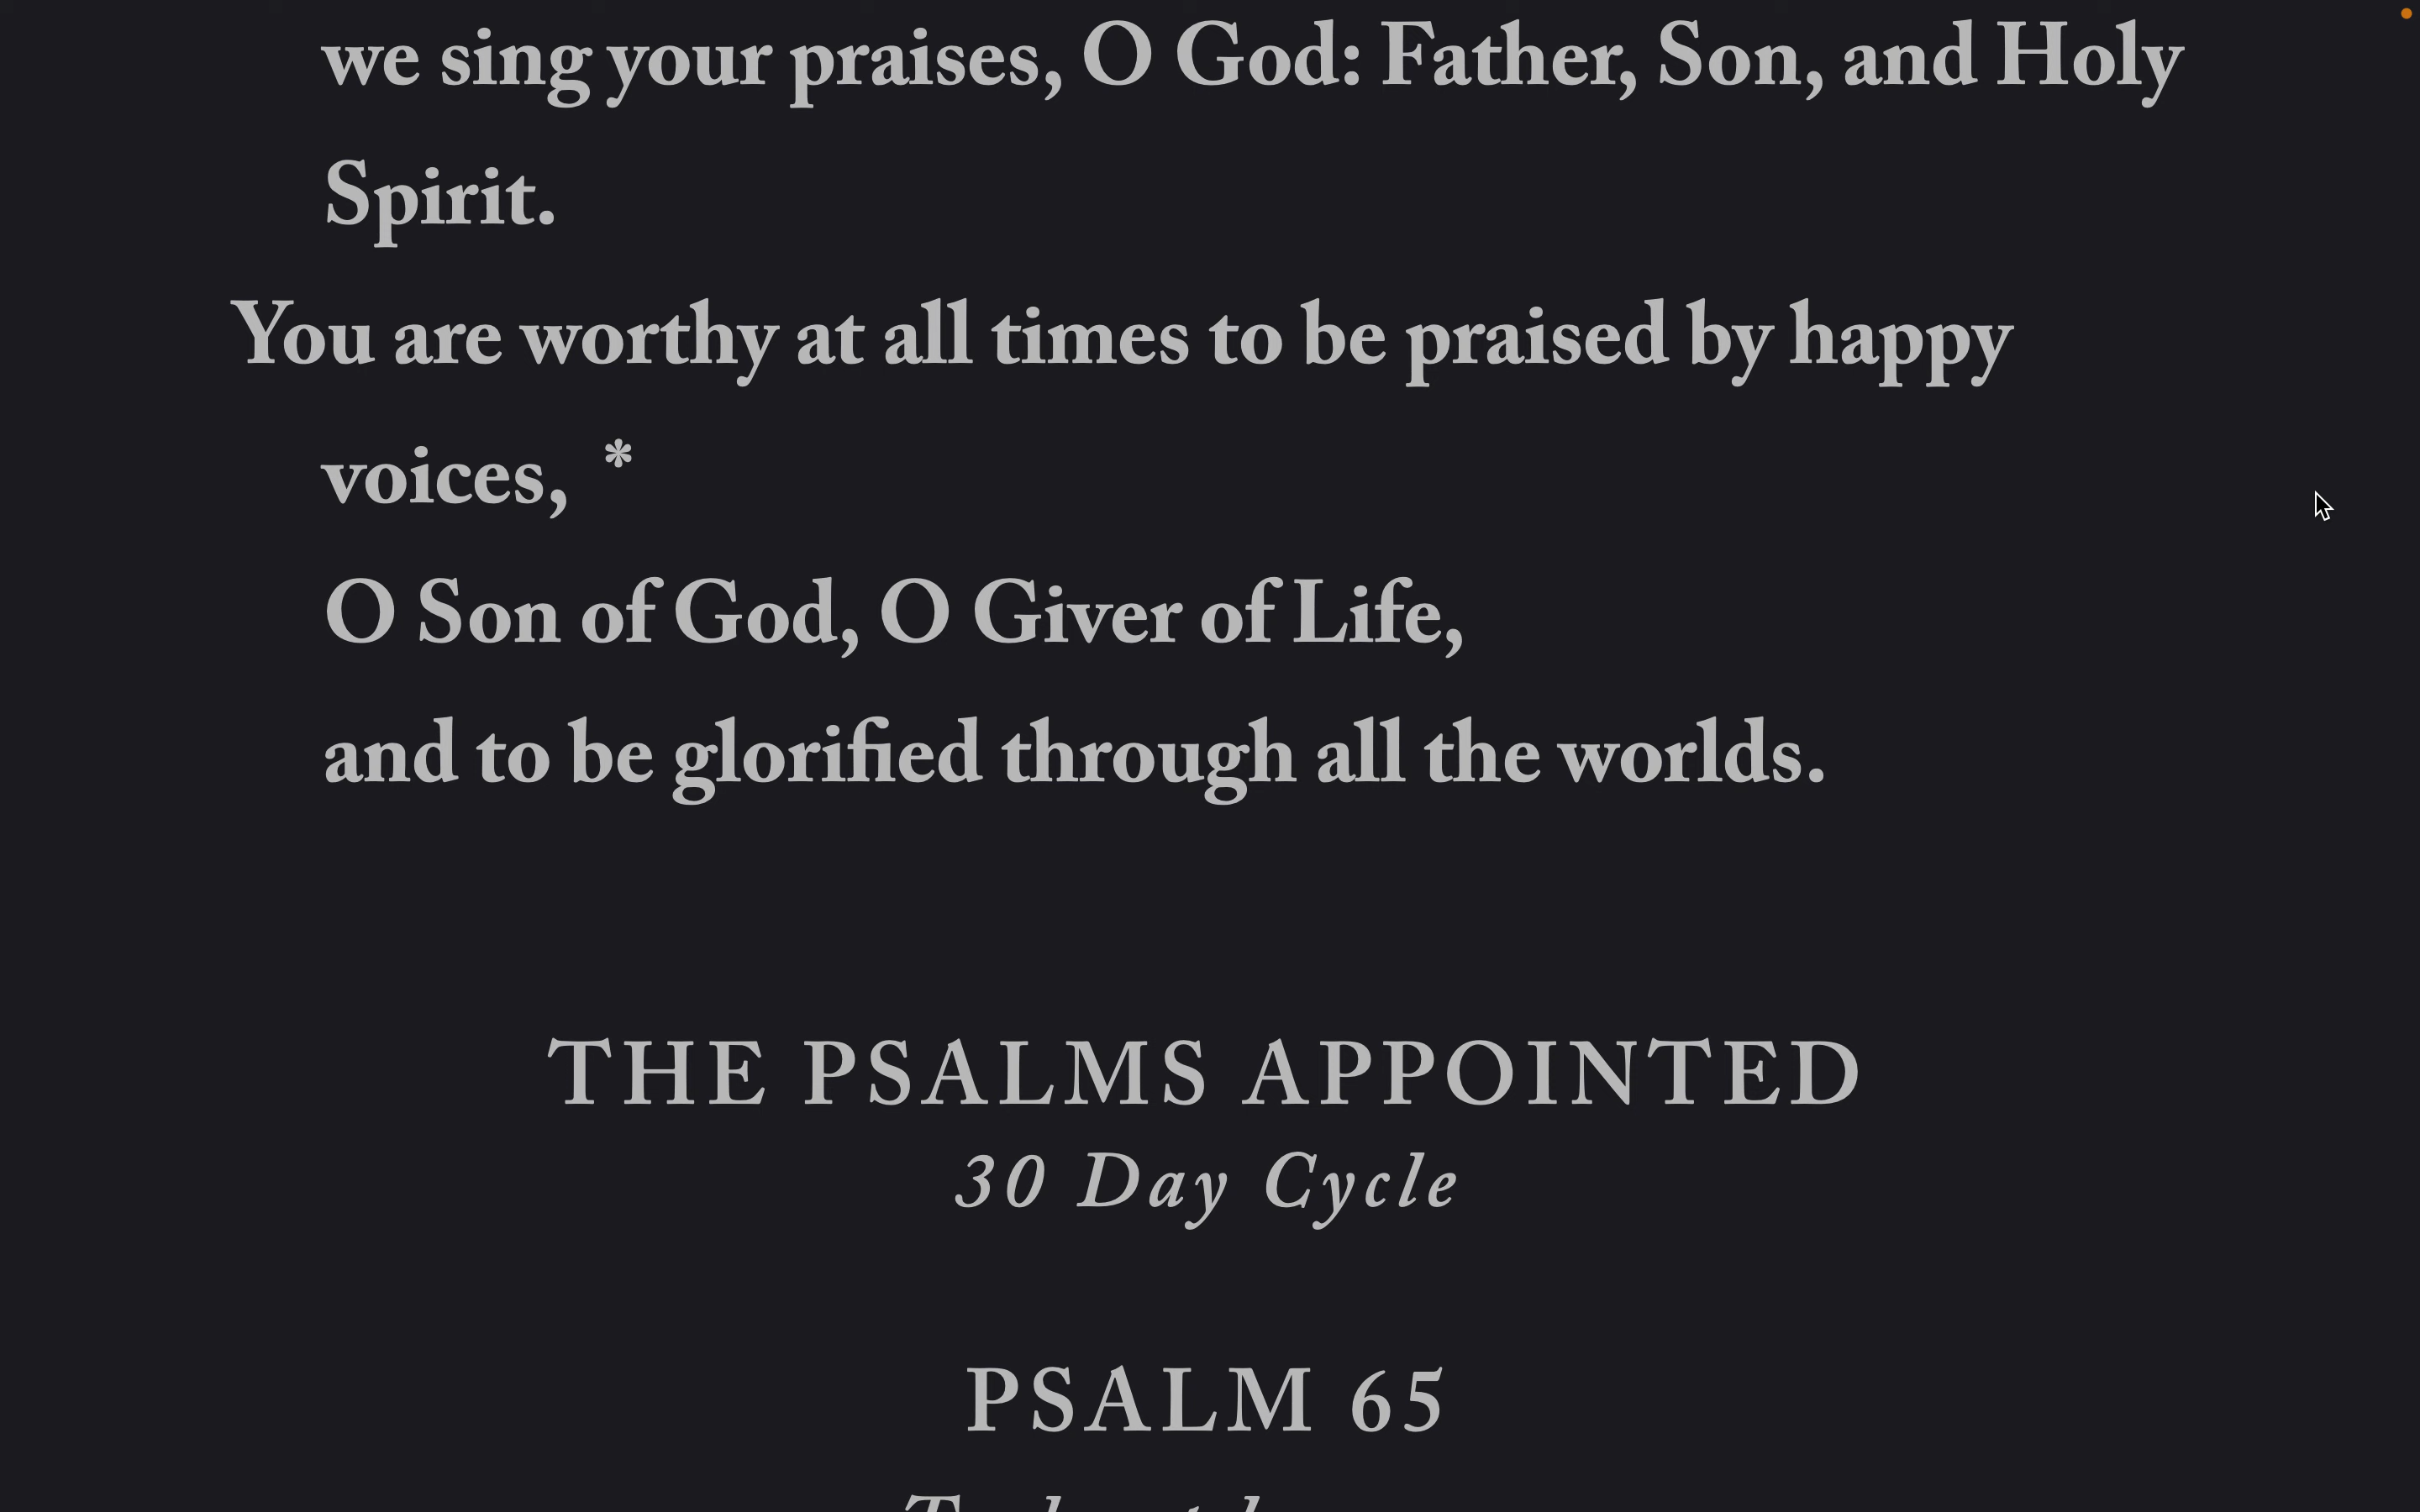 we sing your praises, O God: Father, Son, and Holy
Spirit.
You are worthy at all times to be praised by happy
voices, *
O Son of God, O Giver of Life,
and to be glorified through all the worlds.
THE PSALMS APPOINTED
30 Day Cycle
PSALM 65